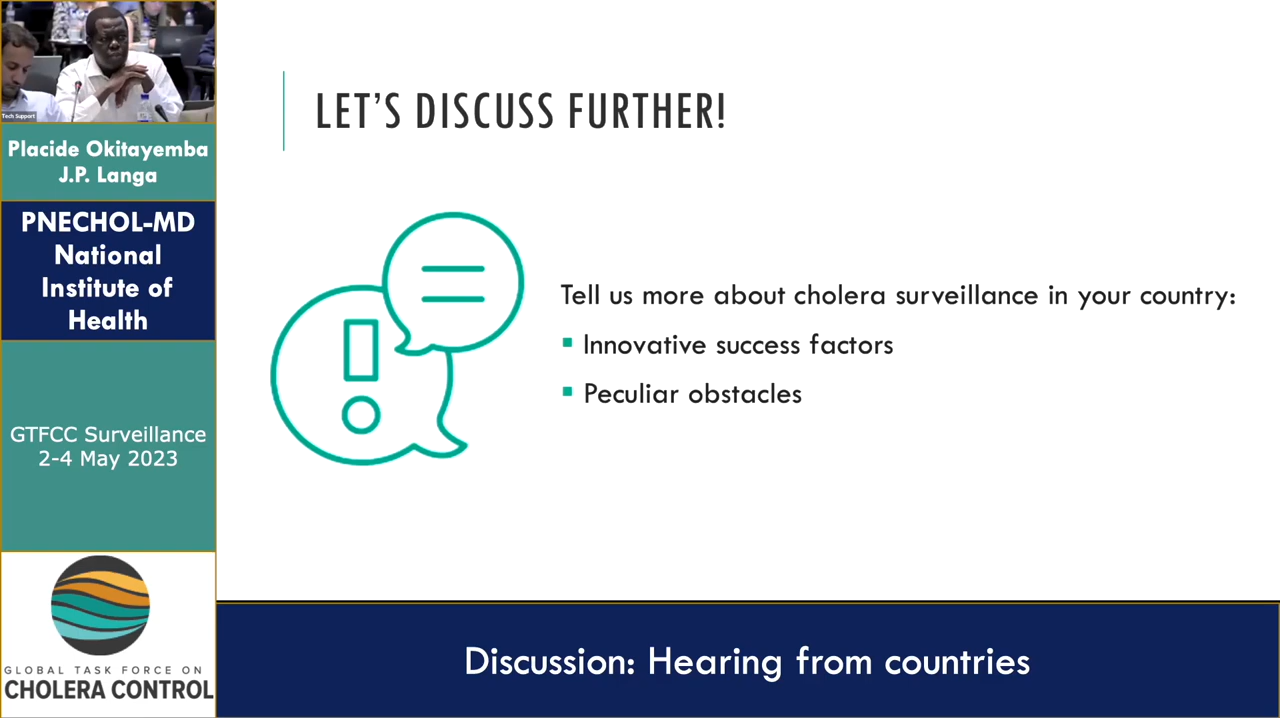 Tech Support
Placide Okitayemba
J.P. Langa
PNECHOL-MD
National
Institute of
Health
GTFCC Surveillance
2-4 May 2023
GLOBAL TASK FORCE ON
CHOLERA CONTROL
LET'S DISCUSS FURTHER!
Tell us more about cholera surveillance in your country:
▪ Innovative success factors
▪ Peculiar obstacles
Discussion: Hearing from countries